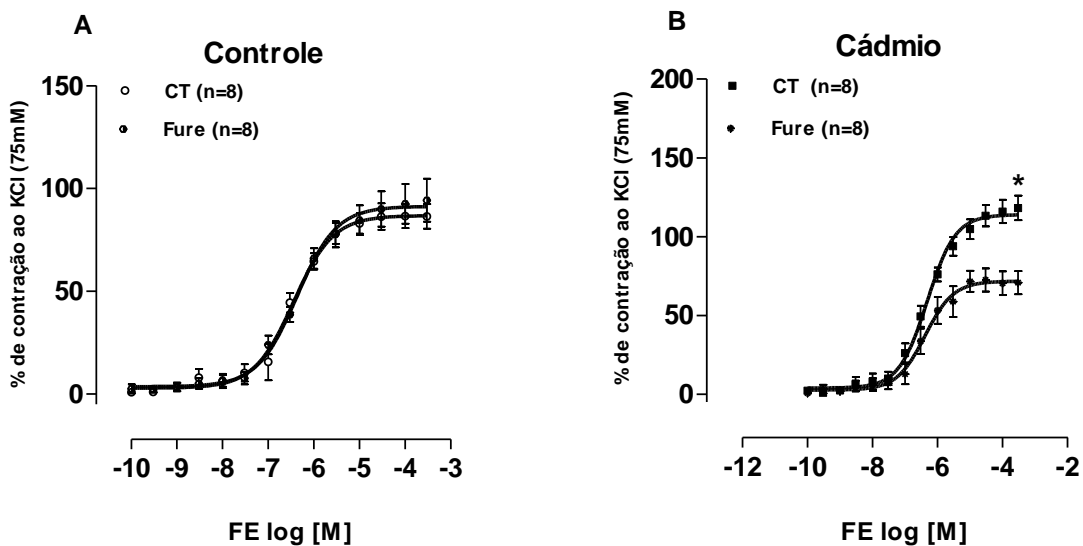 A
Controle
CT (n=8)
Fure (n=8)
% de contração ao KCl (75mM)
150
100
50
0
-10 -9 -8 -7 -6 -5 -4 -3
FE log [M]
B
Cádmio
CT (n=8)
Fure (n=8)
% de contração ao KCl (75mM)
200
150
100
50
0
*
-12 -10 -8 -6 -4 -2
FE log [M]